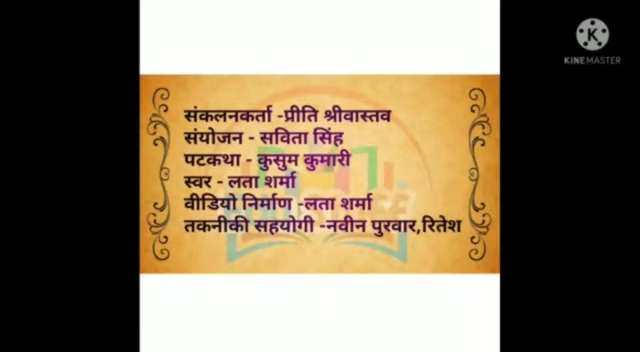 KINEMASTER
संकलनकर्ता -प्रीति श्रीवास्तव
संयोजन - सविता सिंह
पटकथा - कुसुम कुमारी
स्वर - लता शर्मा
वीडियो निर्माण -लता शर्मा
तकनीकी सहयोगी -नवीन पुरवार,रितेश